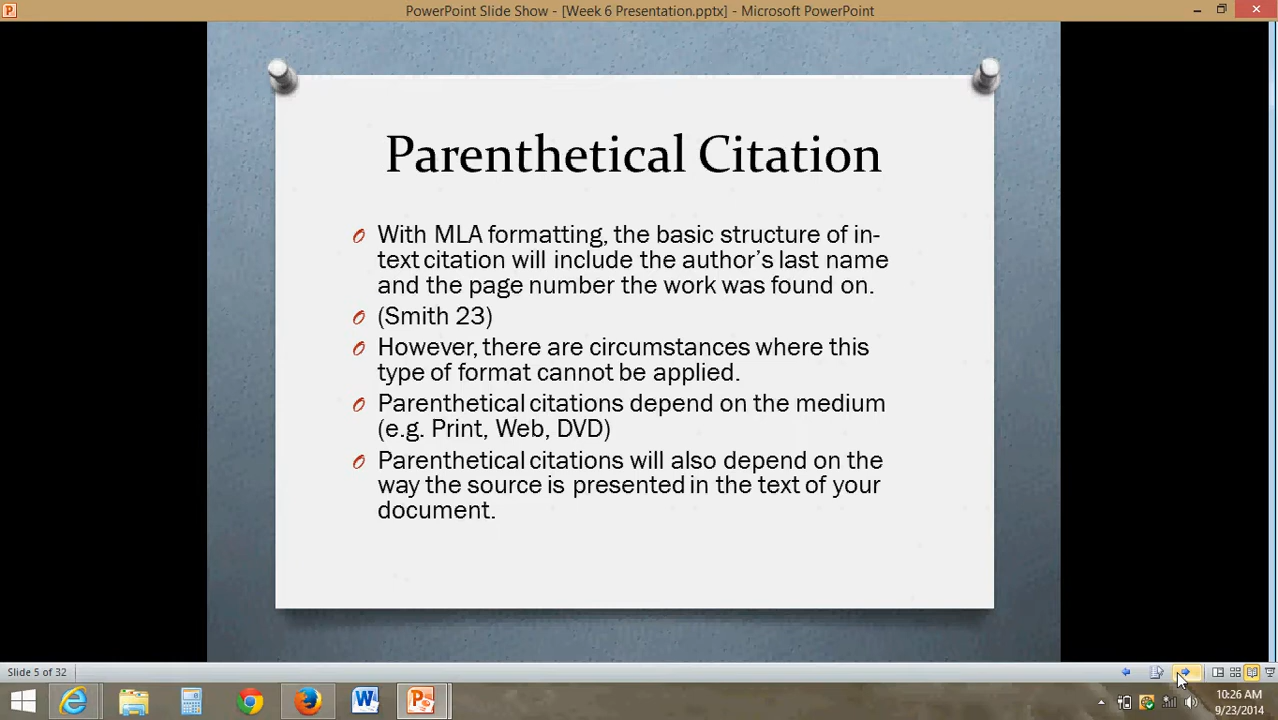 PowerPoint Slide Show - [Week 6 Presentation.pptx] - Microsoft PowerPoint
Parenthetical Citation
With MLA formatting, the basic structure of in-
text citation will include the author's last name
and the page number the work was found on.
(Smith 23)
However, there are circumstances where this
type of format cannot be applied.
Parenthetical citations depend on the medium
(e.g. Print, Web, DVD)
Parenthetical citations will also depend on the
way the source is presented in the text of your
document.
Slide 5 of 32
10:26 AM
9/23/2014